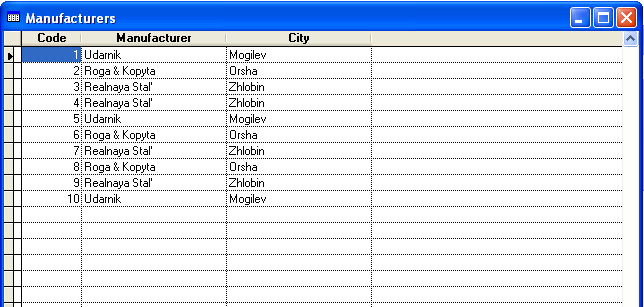 Manufacturers
Code Manufacturer City
1 Udarnik Mogilev
2 Roga & Kopyta Orsha
3 Realnaya Stal' Zhlobin
4 Realnaya Stal' Zhlobin
5 Udarnik Mogilev
6 Roga & Kopyta Orsha
7 Realnaya Stal' Zhlobin
8 Roga & Kopyta Orsha
9 Realnaya Stal' Zhlobin
10 Udarnik Mogilev